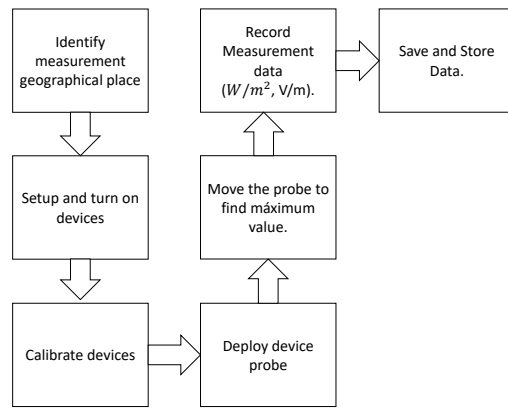 Identify
measurement
geographical place
Setup and turn on
devices
Calibrate devices
Deploy device
probe
Move the probe to
find máximum
value.
Record
Measurement
data
(W/m², V/m).
Save and Store
Data.